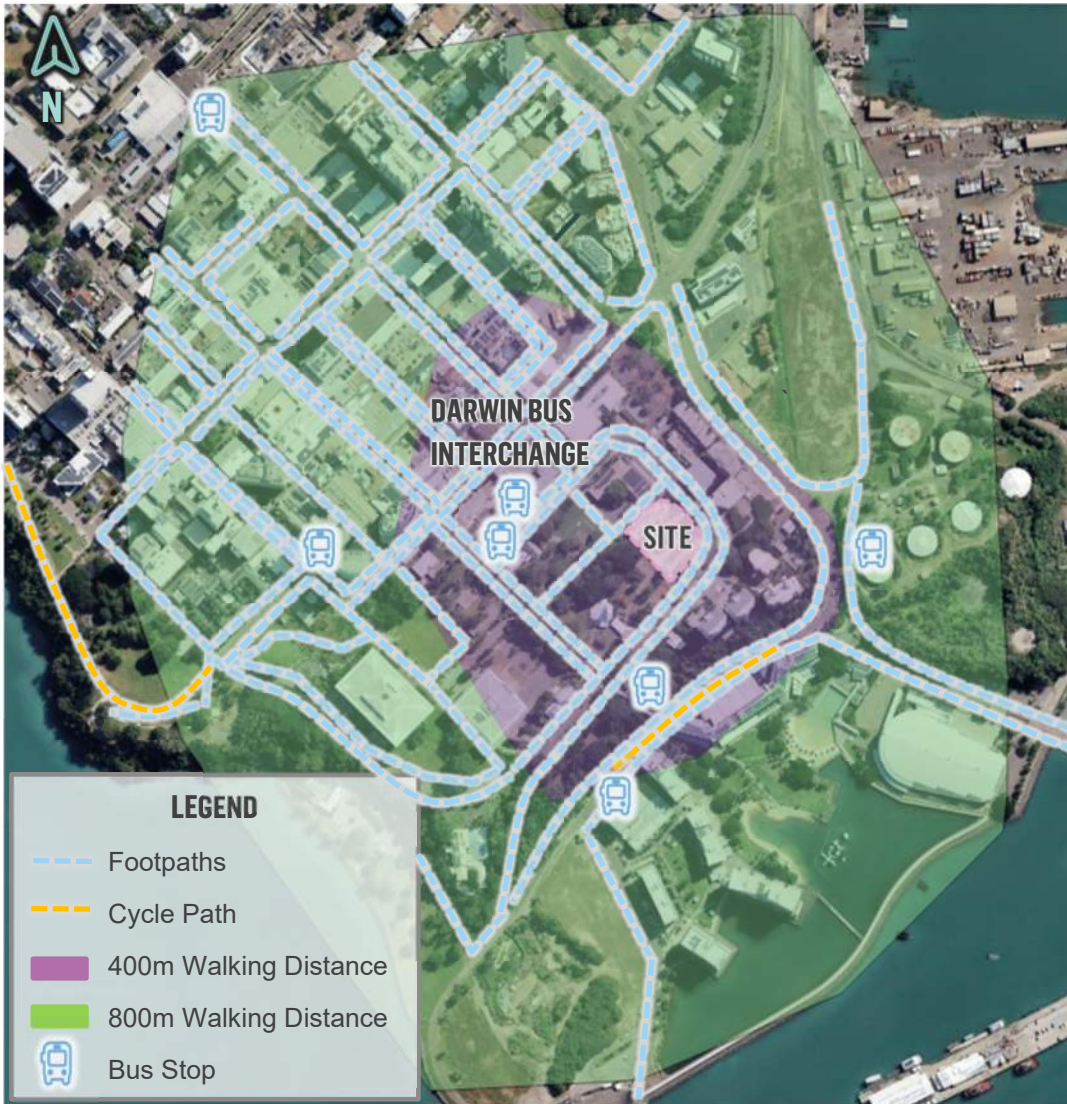 N
DARWIN BUS
INTERCHANGE
SITE
LEGEND
Footpaths
Cycle Path
400m Walking Distance
800m Walking Distance
Bus Stop